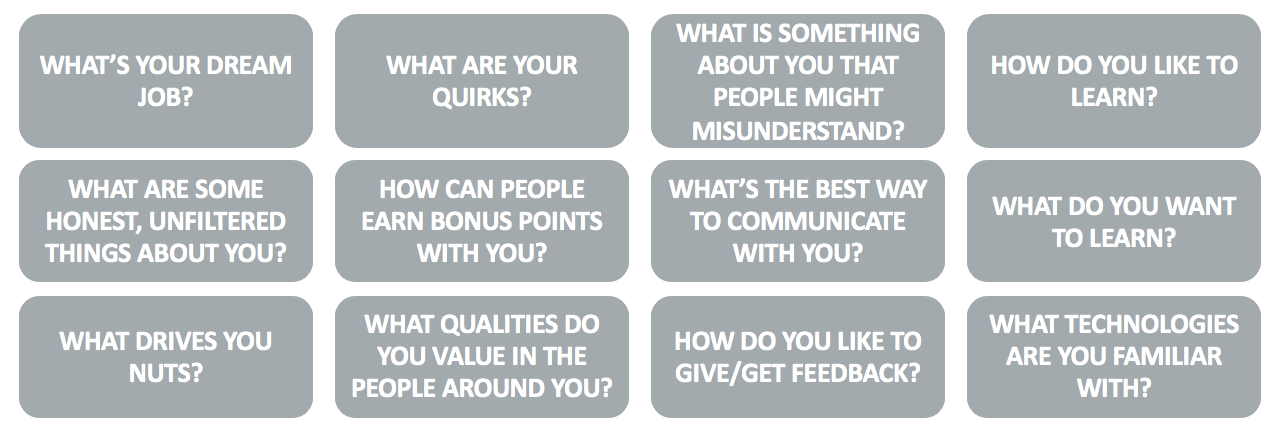 WHAT'S YOUR DREAM
JOB?
WHAT ARE YOUR
QUIRKS?
WHAT IS SOMETHING
ABOUT YOU THAT
PEOPLE MIGHT
MISUNDERSTAND?
HOW DO YOU LIKE TO
LEARN?
WHAT ARE SOME
HONEST, UNFILTERED
THINGS ABOUT YOU?
HOW CAN PEOPLE
EARN BONUS POINTS
WITH YOU?
WHAT’S THE BEST WAY
TO COMMUNICATE
WITH YOU?
WHAT DO YOU WANT
TO LEARN?
WHAT DRIVES YOU
NUTS?
WHAT QUALITIES DO
YOU VALUE IN THE
PEOPLE AROUND YOU?
HOW DO YOU LIKE TO
GIVE/GET FEEDBACK?
WHAT TECHNOLOGIES
ARE YOU FAMILIAR
WITH?